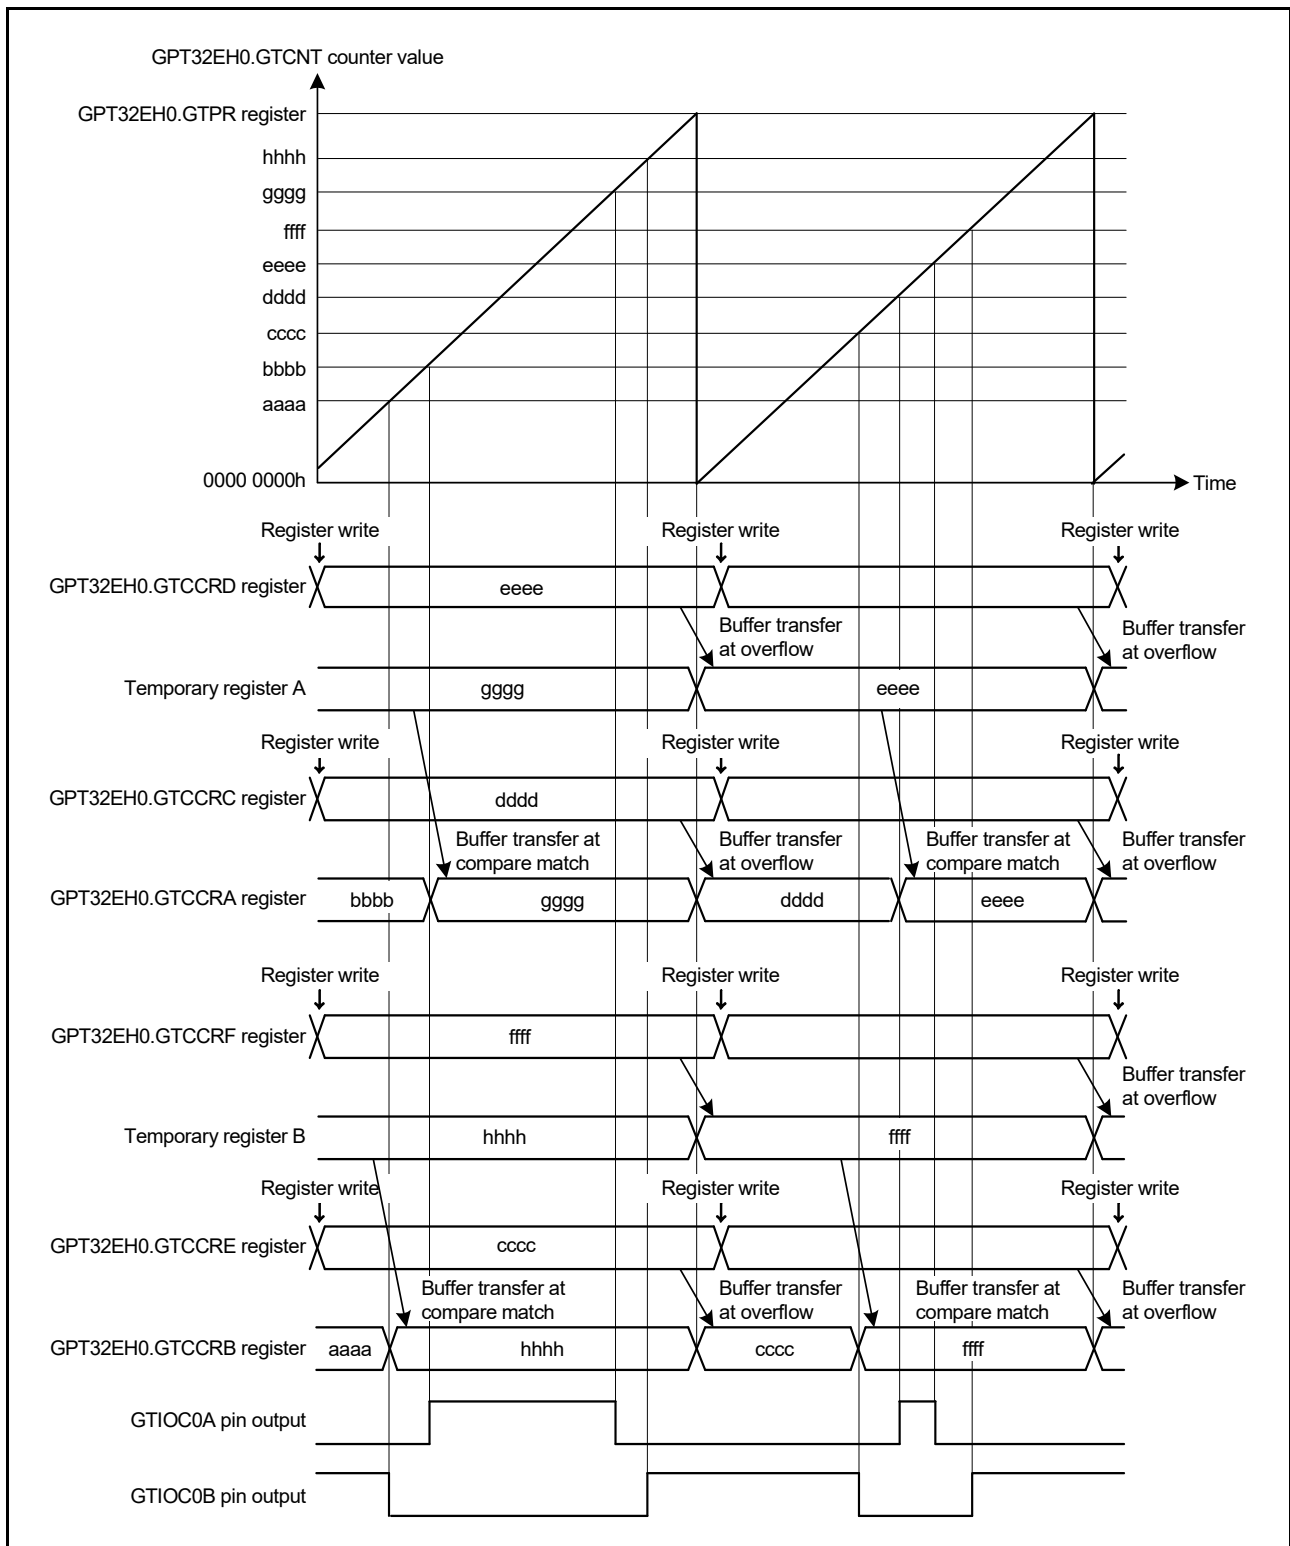 GPT32EH0.GTCNT counter value
GPT32EH0.GTPR register
hhhh
gggg
ffff
eeee
dddd
cccc
bbbb
aaaa
0000 0000h
Time
Register write
Register write
Register write
GPT32EH0.GTCCRD register
eeee
Buffer transfer
at overflow
Buffer transfer
at overflow
Temporary register A
gggg
eeee
Register write
Register write
Register write
GPT32EH0.GTCCRC register
dddd
Buffer transfer at
compare match
Buffer transfer
at overflow
Buffer transfer at
compare match
Buffer transfer
at overflow
GPT32EH0.GTCCRA register
bbbb
gggg
dddd
eeee
Register write
Register write
Register write
GPT32EH0.GTCCRF register
ffff
Buffer transfer
at overflow
Temporary register B
hhhh
ffff
Register write
Register write
Register write
GPT32EH0.GTCCRE register
cccc
Buffer transfer at
compare match
Buffer transfer
at overflow
Buffer transfer at
compare match
Buffer transfer
at overflow
GPT32EH0.GTCCRB register
aaaa
hhhh
cccc
ffff
GTIOC0A pin output
GTIOC0B pin output